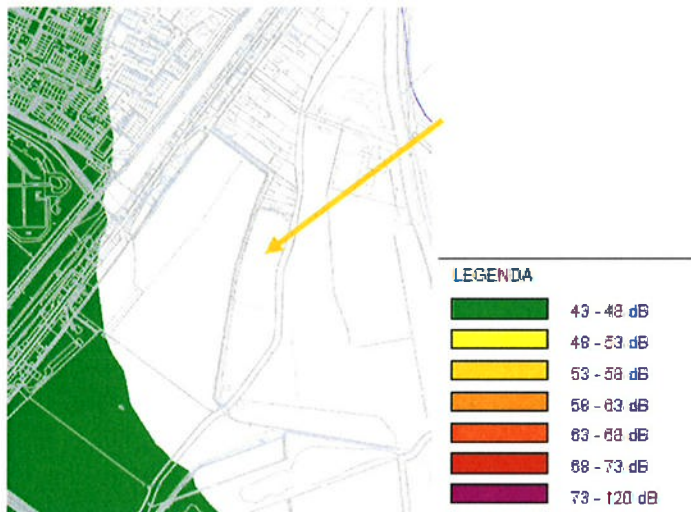 LEGENDA
43 - 48 dB
48 - 53 dB
53 - 58 dB
58 - 63 dB
63 - 68 dB
68 - 73 dB
73 - 120 dB